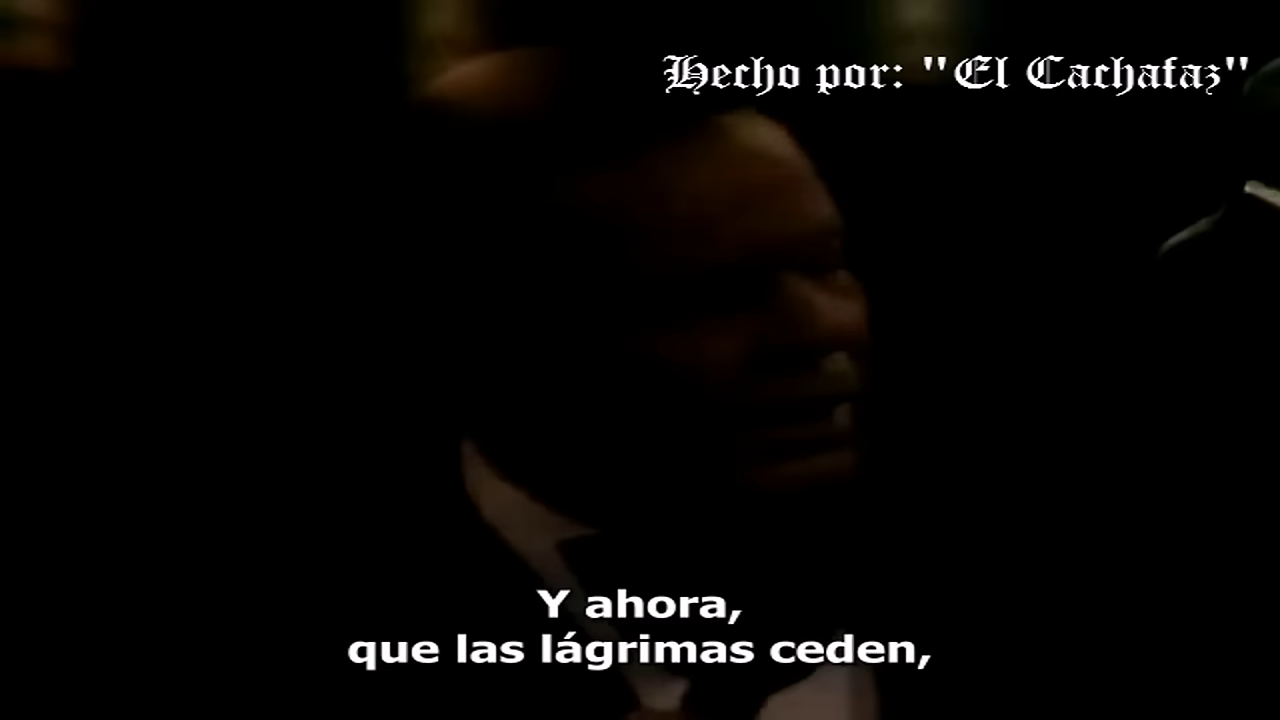 Hecho por: "El Cachafaz"
Y ahora,
que las lágrimas ceden,